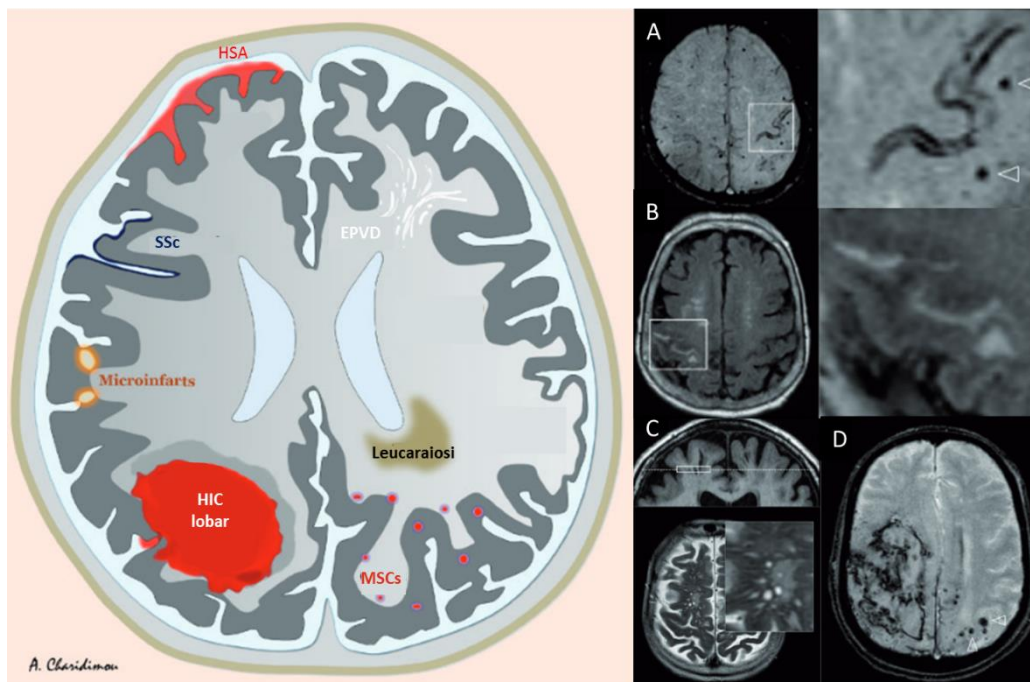 HSA
EPVD
SSc
Microinfarts
Leucaraiosi
HIC
lobar
MSCs
A. Charidimou
A
B
C
D